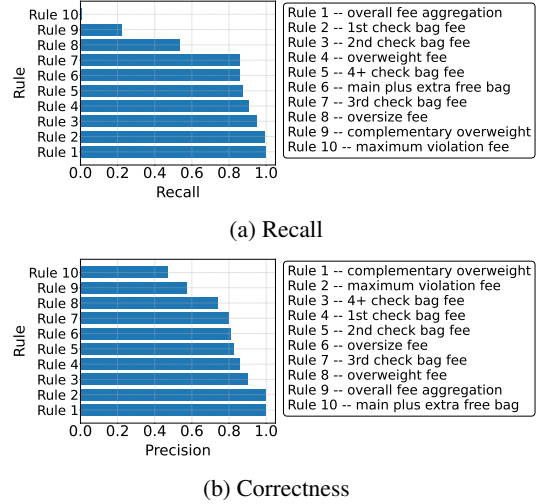 Rule 10
Rule 9
Rule 8
Rule 7
Rule 6
Rule 5
Rule 4
Rule 3
Rule 2
Rule 1
Rule
0.0 0.2 0.4 0.6 0.8 1.0
Recall
Rule 1 -- overall fee aggregation
Rule 2 -- 1st check bag fee
Rule 3 -- 2nd check bag fee
Rule 4 -- overweight fee
Rule 5 -- 4+ check bag fee
Rule 6 -- main plus extra free bag
Rule 7 -- 3rd check bag fee
Rule 8 -- oversize fee
Rule 9 -- complementary overweight
Rule 10 -- maximum violation fee
(a) Recall
Rule 10
Rule 9
Rule 8
Rule 7
Rule 6
Rule 5
Rule 4
Rule 3
Rule 2
Rule 1
Rule
0.0 0.2 0.4 0.6 0.8 1.0
Precision
Rule 1 -- complementary overweight
Rule 2 -- maximum violation fee
Rule 3 -- 4+ check bag fee
Rule 4 -- 1st check bag fee
Rule 5 -- 2nd check bag fee
Rule 6 -- oversize fee
Rule 7 -- 3rd check bag fee
Rule 8 -- overweight fee
Rule 9 -- overall fee aggregation
Rule 10 -- main plus extra free bag
(b) Correctness